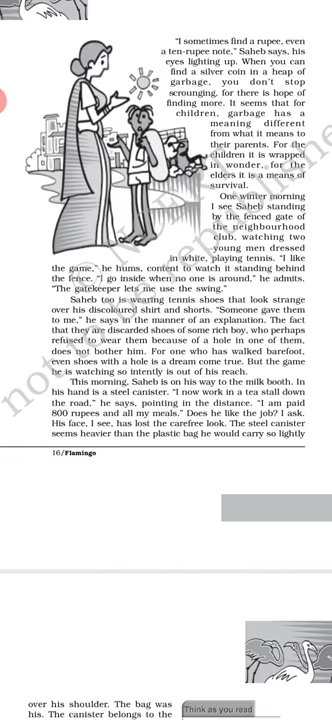 “I sometimes find a rupee, even
a ten-rupee note,” Saheb says, his
eyes lighting up. When you can
find a silver coin in a heap of
garbage, you don’t stop
scrounging, for there is hope of
finding more. It seems that for
children, garbage has a
meaning different
from what it means to
their parents. For the
children it is wrapped
in wonder, for the
elders it is a means of
survival.
One winter morning
I see Saheb standing
by the fenced gate of
the neighbourhood
club, watching two
young men dressed
in white, playing tennis. “I like
the game,” he hums, content to watch it standing behind
the fence. “I go inside when no one is around,” he admits.
“The gatekeeper lets me use the swing.”
Saheb too is wearing tennis shoes that look strange
over his discoloured shirt and shorts. “Someone gave them
to me,” he says in the manner of an explanation. The fact
that they are discarded shoes of some rich boy, who perhaps
refused to wear them because of a hole in one of them,
does not bother him. For one who has walked barefoot,
even shoes with a hole is a dream come true. But the game
he is watching so intently is out of his reach.
This morning, Saheb is on his way to the milk booth. In
his hand is a steel canister. “I now work in a tea stall down
the road,” he says, pointing in the distance. “I am paid
800 rupees and all my meals.” Does he like the job? I ask.
His face, I see, has lost the carefree look. The steel canister
seems heavier than the plastic bag he would carry so lightly
16/Flamingo
over his shoulder. The bag was
his. The canister belongs to the
Think as you read
not to be republished